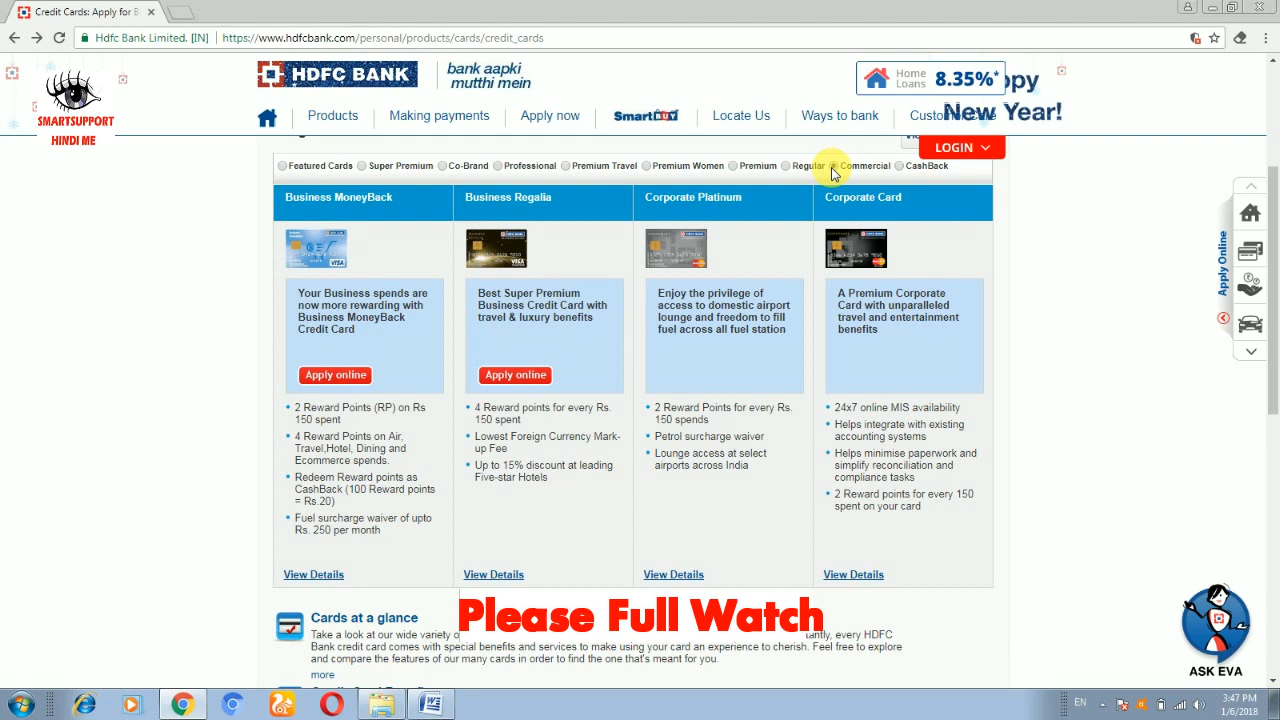 Credit Cards: Apply for B
Hdfc Bank Limited. [IN] https://www.hdfcbank.com/personal/products/cards/credit_cards
SMARTSUPPORT
HINDI ME
HDFC BANK
bank aapki
mutthi mein
Home
Loans 8.35%*
ppy
New Year!
Products Making payments Apply now SmartBUY Locate Us Ways to bank Customer Care
LOGIN
Featured Cards Super Premium Co-Brand Professional Premium Travel Premium Women Premium Regular Commercial CashBack
Business MoneyBack Business Regalia Corporate Platinum Corporate Card
Your Business spends are
now more rewarding with
Business MoneyBack
Credit Card
Apply online
2 Reward Points (RP) on Rs
150 spent
4 Reward Points on Air,
Travel,Hotel, Dining and
Ecommerce spends.
Redeem Reward points as
CashBack (100 Reward points
= Rs.20)
Fuel surcharge waiver of upto
Rs. 250 per month
View Details
Best Super Premium
Business Credit Card with
travel & luxury benefits
Apply online
4 Reward points for every Rs.
150 spent
Lowest Foreign Currency Mark-
up Fee
Up to 15% discount at leading
Five-star Hotels
View Details
Enjoy the privilege of
access to domestic airport
lounge and freedom to fill
fuel across all fuel station
2 Reward Points for every Rs.
150 spends
Petrol surcharge waiver
Lounge access at select
airports across India
View Details
A Premium Corporate
Card with unparalleled
travel and entertainment
benefits
24x7 online MIS availability
Helps integrate with existing
accounting systems
Helps minimise paperwork and
simplify reconciliation and
compliance tasks
2 Reward points for every 150
spent on your card
View Details
Apply Online
Please Full Watch
Cards at a glance
Take a look at our wide variety o tantly, every HDFC
Bank credit card comes with special benefits and services to make using your card an experience to cherish. Feel free to explore
and compare the features of our many cards in order to find the one that's meant for you.
more
ASK EVA
EN
3:47 PM
1/6/2018